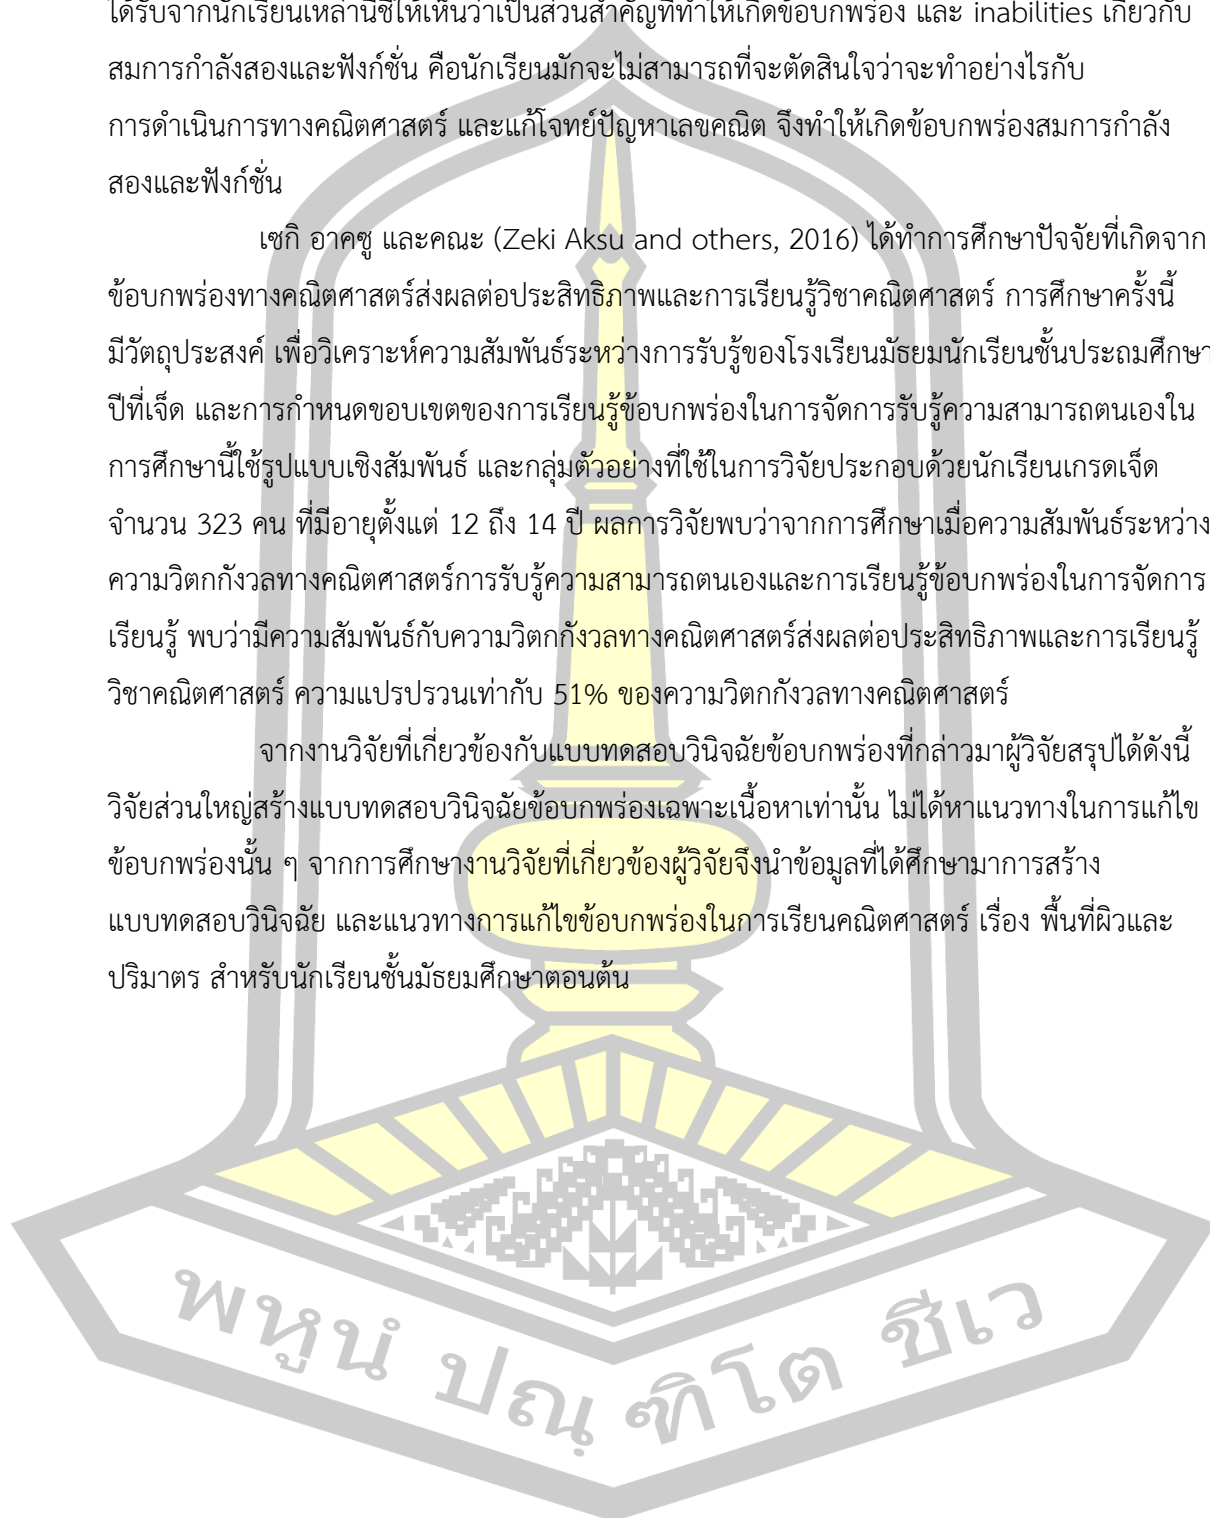 ได้รับจากนักเรียนเหล่านี้ชี้ให้เห็นว่าเป็นส่วนสำคัญที่ทำให้เกิดข้อบกพร่อง และ inabilities เกี่ยวกับ
สมการกำลังสองและฟังก์ชั่น คือนักเรียนมักจะไม่สามารถที่จะตัดสินใจว่าจะทำอย่างไรกับ
การดำเนินการทางคณิตศาสตร์ และแก้โจทย์ปัญหาเลขคณิต จึงทำให้เกิดข้อบกพร่องสมการกำลัง
สองและฟังก์ชั่น
เซกิ อาคซู และคณะ (Zeki Aksu and others, 2016) ได้ทำการศึกษาปัจจัยที่เกิดจาก
ข้อบกพร่องทางคณิตศาสตร์ส่งผลต่อประสิทธิภาพและการเรียนรู้วิชาคณิตศาสตร์ การศึกษาครั้งนี้
มีวัตถุประสงค์ เพื่อวิเคราะห์ความสัมพันธ์ระหว่างการรับรู้ของโรงเรียนมัธยมนักเรียนชั้นประถมศึกษา
ปีที่เจ็ด และการกำหนดขอบเขตของการเรียนรู้ข้อบกพร่องในการจัดการรับรู้ความสามารถตนเองใน
การศึกษานี้ใช้รูปแบบเชิงสัมพันธ์ และกลุ่มตัวอย่างที่ใช้ในการวิจัยประกอบด้วยนักเรียนเกรดเจ็ด
จำนวน 323 คน ที่มีอายุตั้งแต่ 12 ถึง 14 ปี ผลการวิจัยพบว่าจากการศึกษาเมื่อความสัมพันธ์ระหว่าง
ความวิตกกังวลทางคณิตศาสตร์การรับรู้ความสามารถตนเองและการเรียนรู้ข้อบกพร่องในการจัดการ
เรียนรู้ พบว่ามีความสัมพันธ์กับความวิตกกังวลทางคณิตศาสตร์ส่งผลต่อประสิทธิภาพและการเรียนรู้
วิชาคณิตศาสตร์ ความแปรปรวนเท่ากับ 51% ของความวิตกกังวลทางคณิตศาสตร์
จากงานวิจัยที่เกี่ยวข้องกับแบบทดสอบวินิจฉัยข้อบกพร่องที่กล่าวมาผู้วิจัยสรุปได้ดังนี้
วิจัยส่วนใหญ่สร้างแบบทดสอบวินิจฉัยข้อบกพร่องเฉพาะเนื้อหาเท่านั้น ไม่ได้หาแนวทางในการแก้ไข
ข้อบกพร่องนั้น ๆ จากการศึกษางานวิจัยที่เกี่ยวข้องผู้วิจัยจึงนำข้อมูลที่ได้ศึกษามาการสร้าง
แบบทดสอบวินิจฉัย และแนวทางการแก้ไขข้อบกพร่องในการเรียนคณิตศาสตร์ เรื่อง พื้นที่ผิวและ
ปริมาตร สำหรับนักเรียนชั้นมัธยมศึกษาตอนต้น
พหูนํ ปณฺฑิโต ชีเว